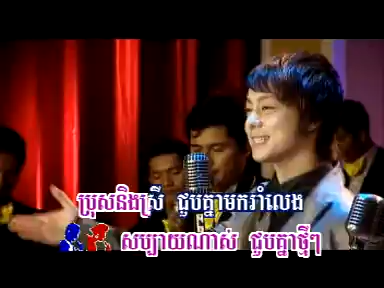 ប្រុសនិងស្រី ជួបគ្នាមករាំលេង
សប្បាយណាស់ ជួបគ្នាថ្មីៗ